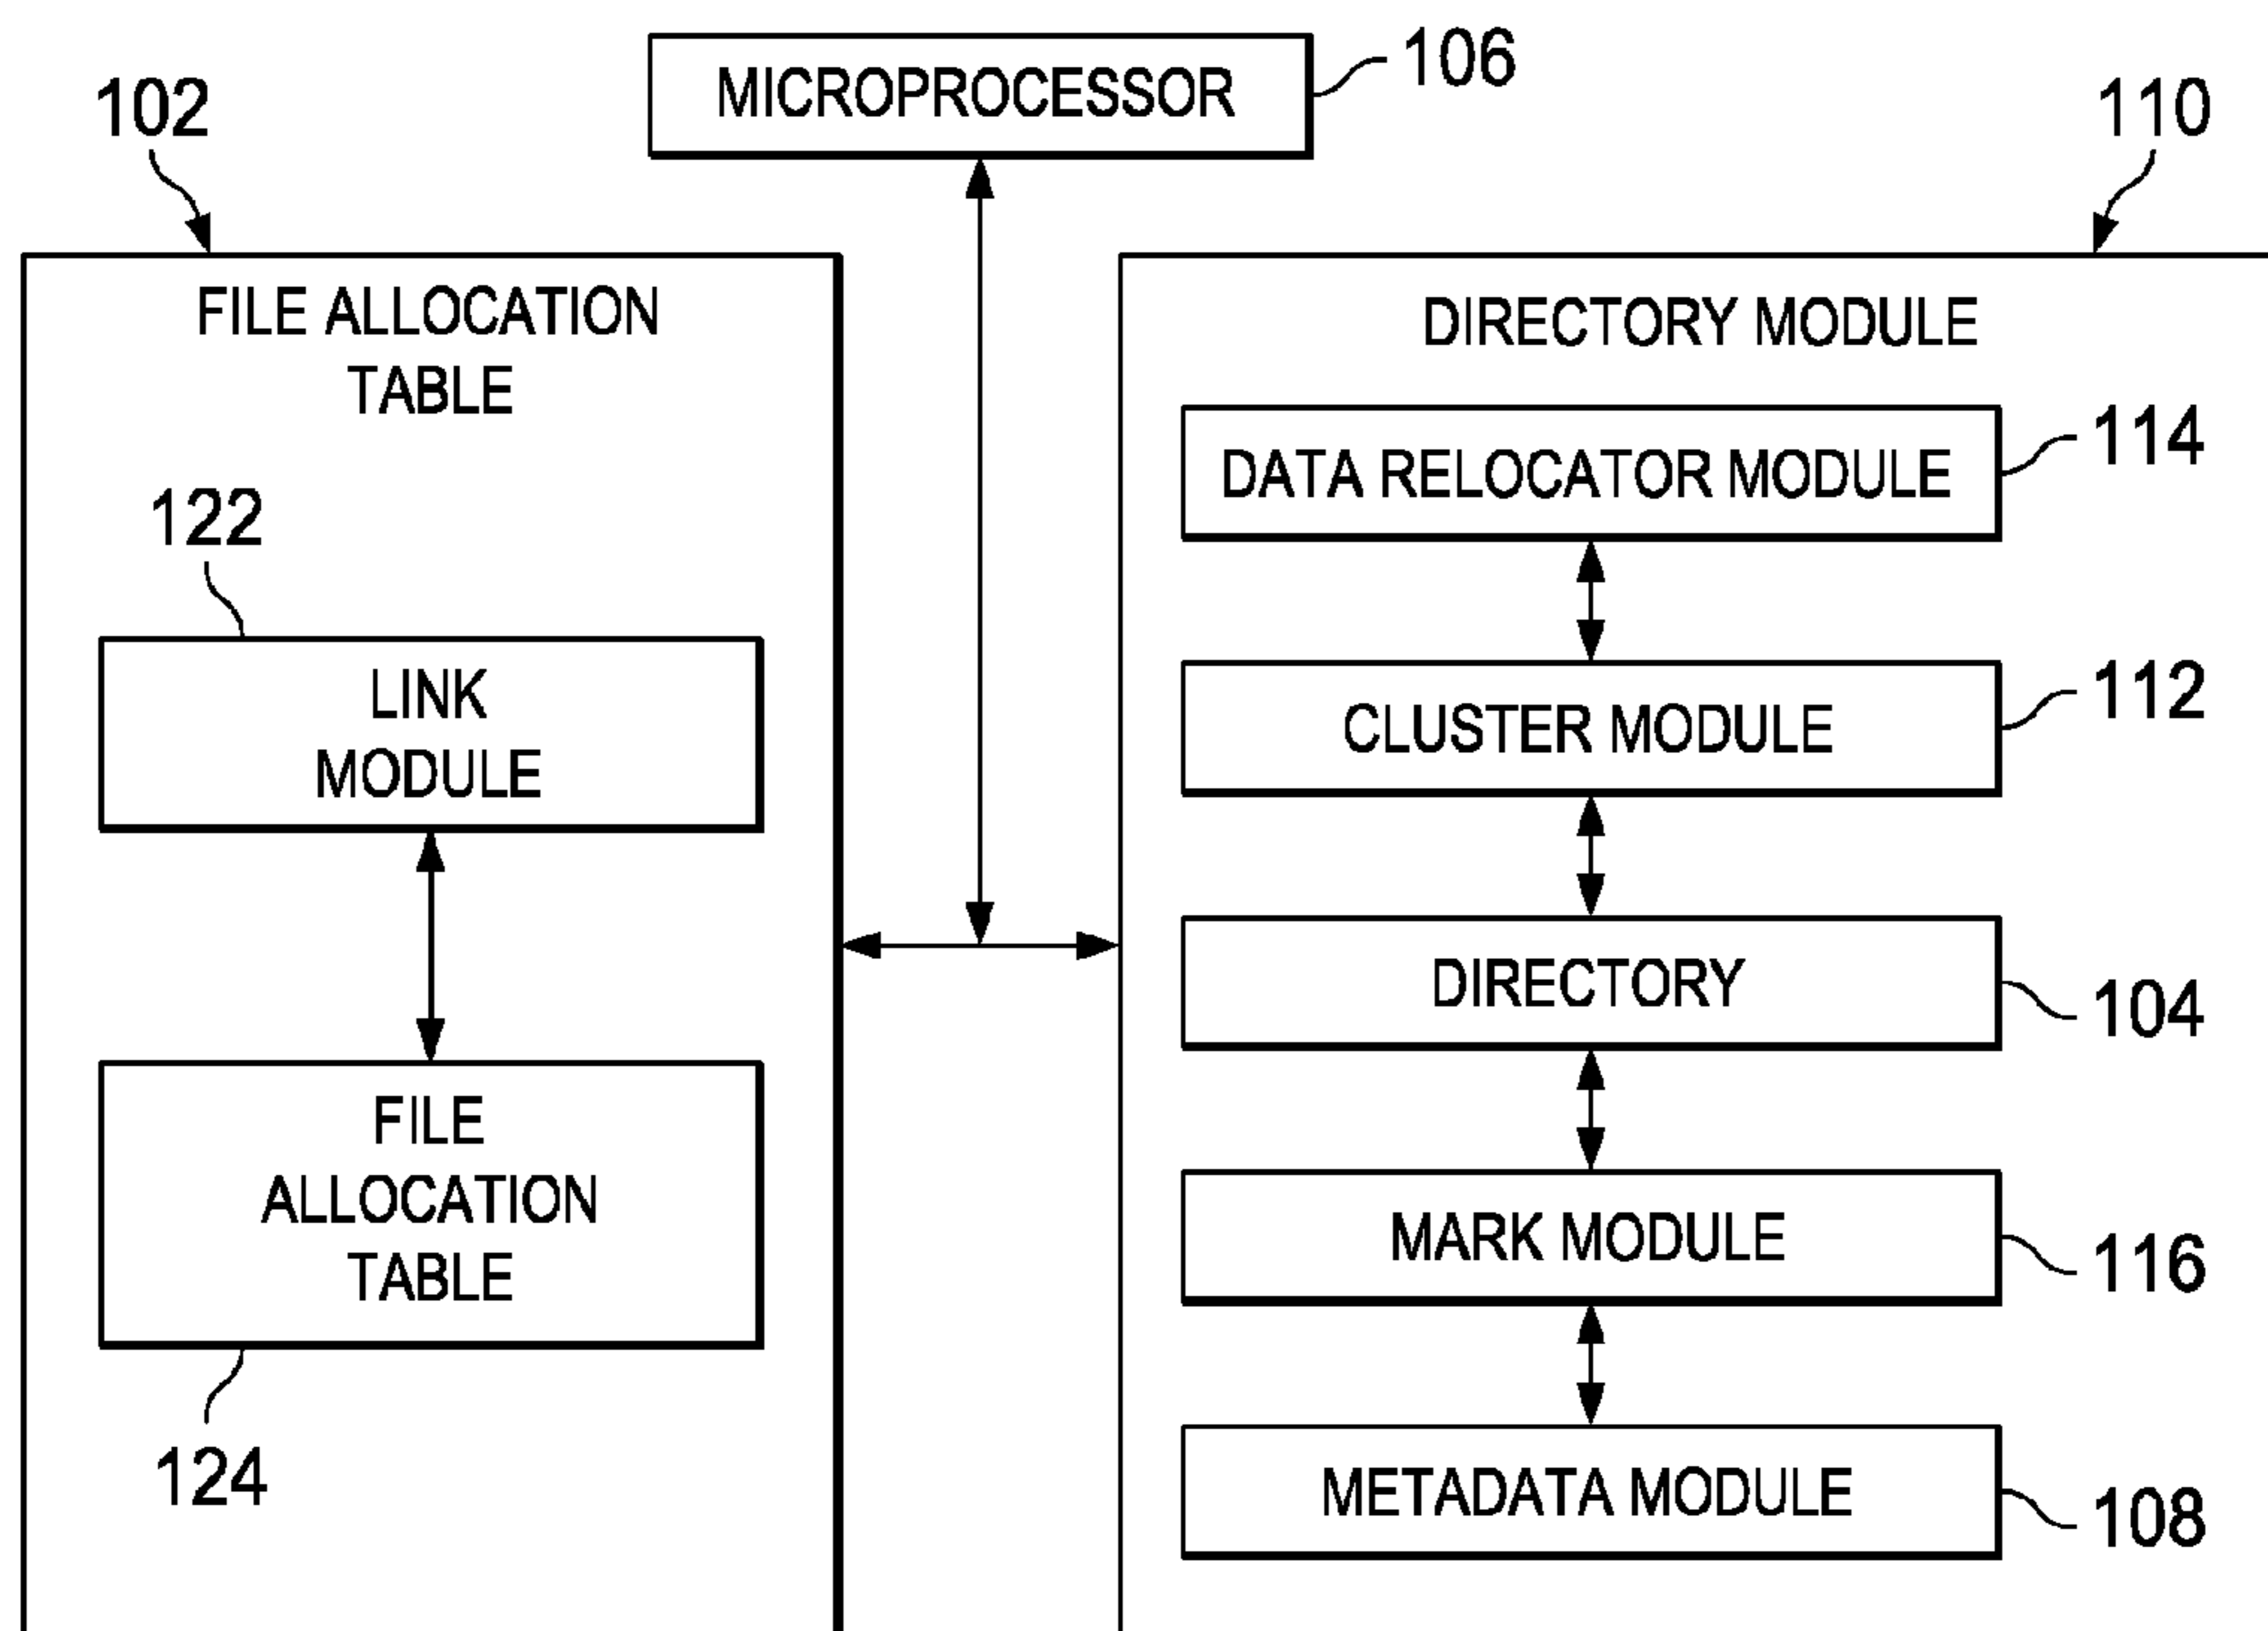 MICROPROCESSOR
106
102
110
FILE ALLOCATION
TABLE
122
LINK
MODULE
FILE
ALLOCATION
TABLE
124
DIRECTORY MODULE
DATA RELOCATOR MODULE
114
CLUSTER MODULE
112
DIRECTORY
104
MARK MODULE
116
METADATA MODULE
108